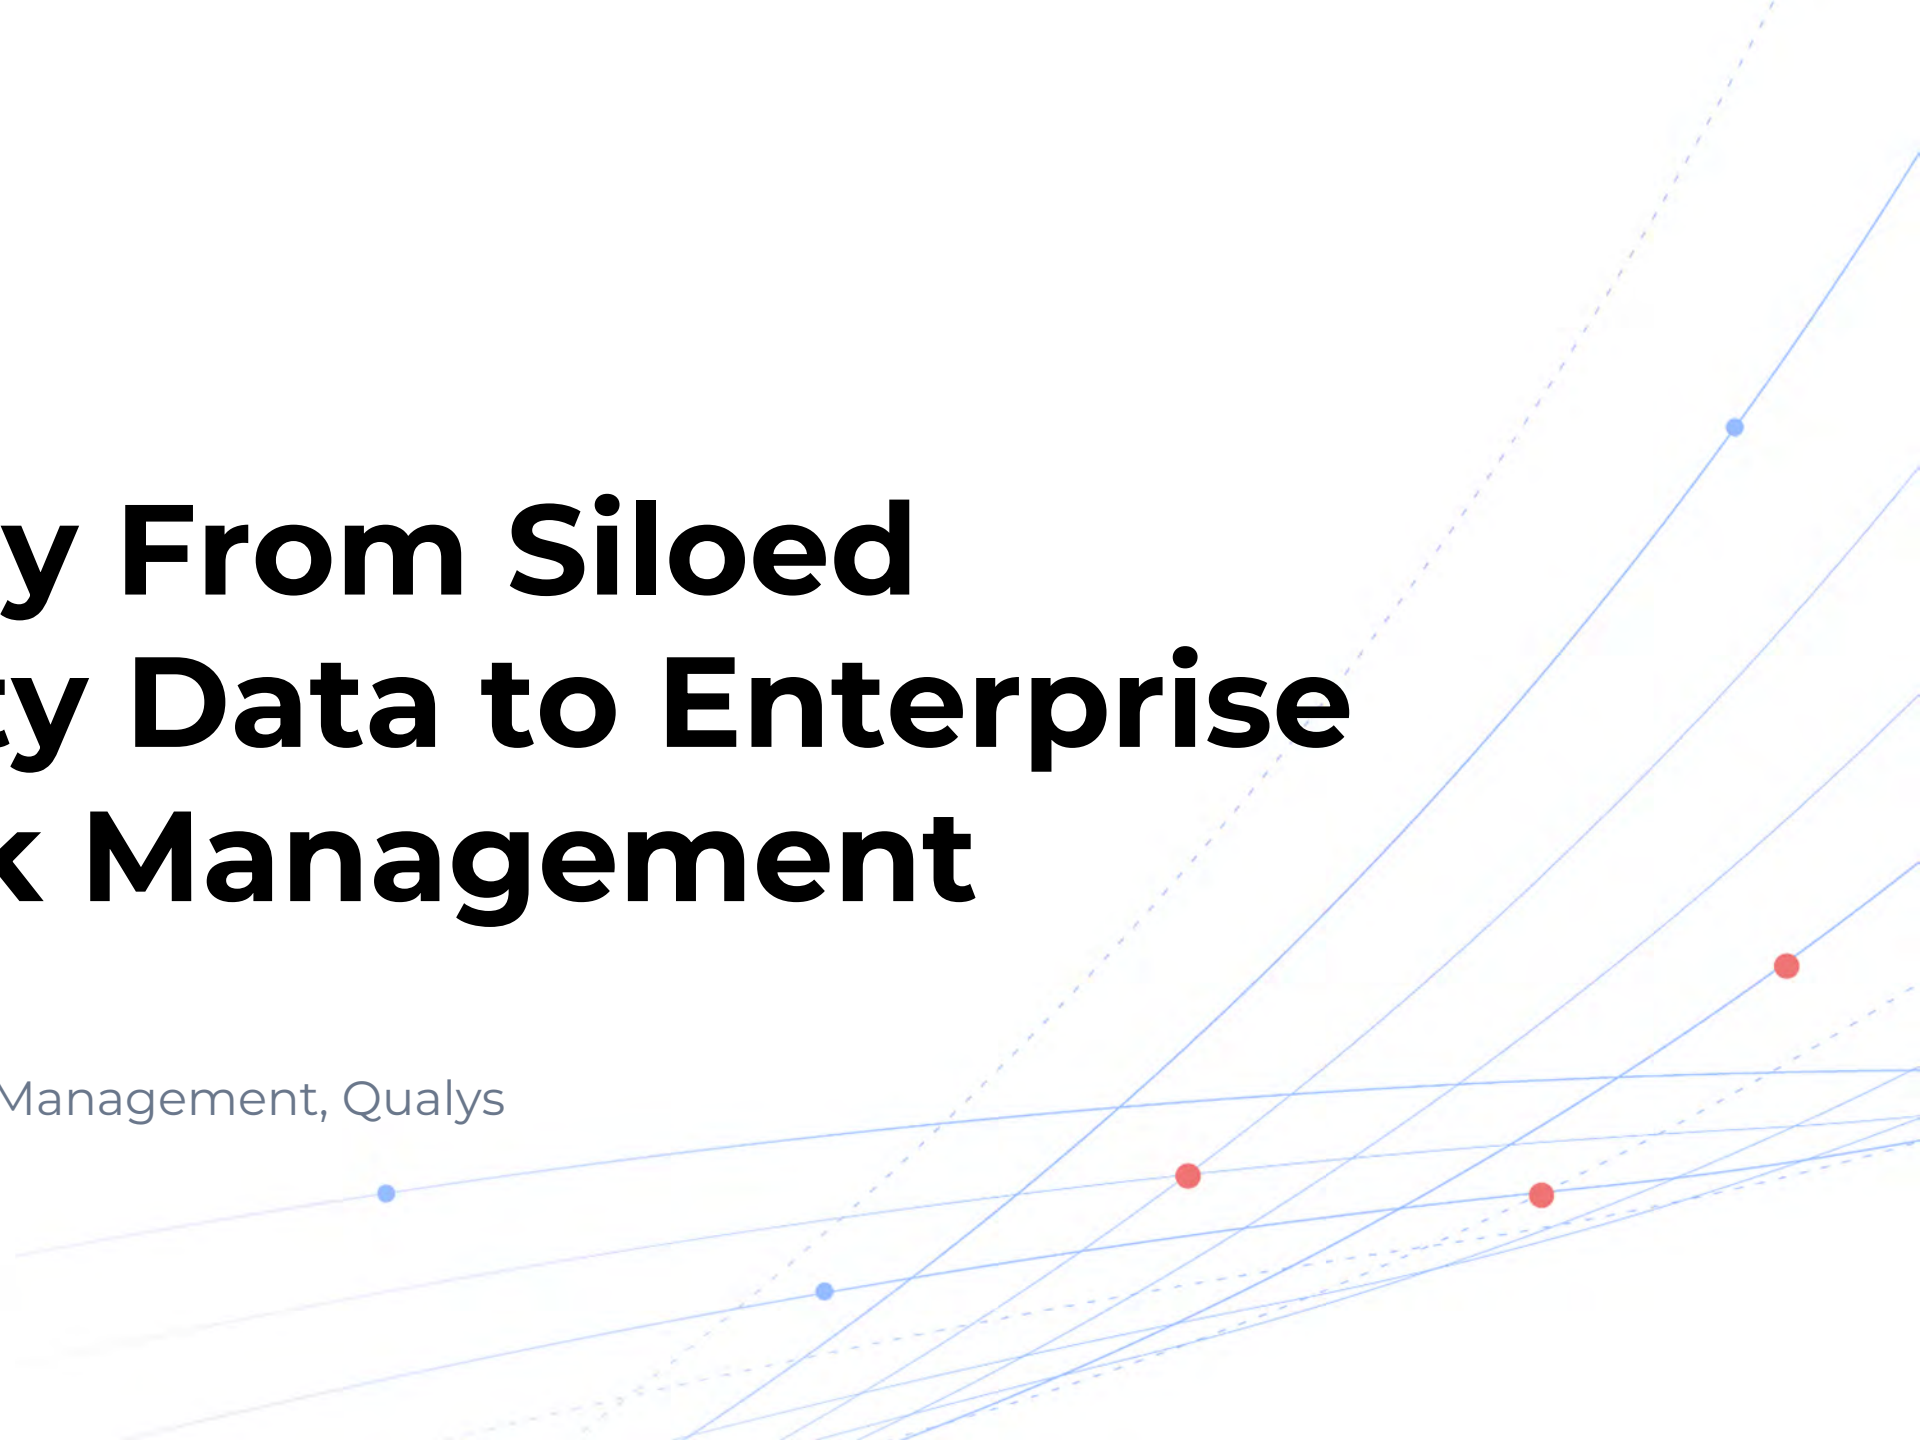 y From Siloed
ty Data to Enterprise
k Management
Management, Qualys